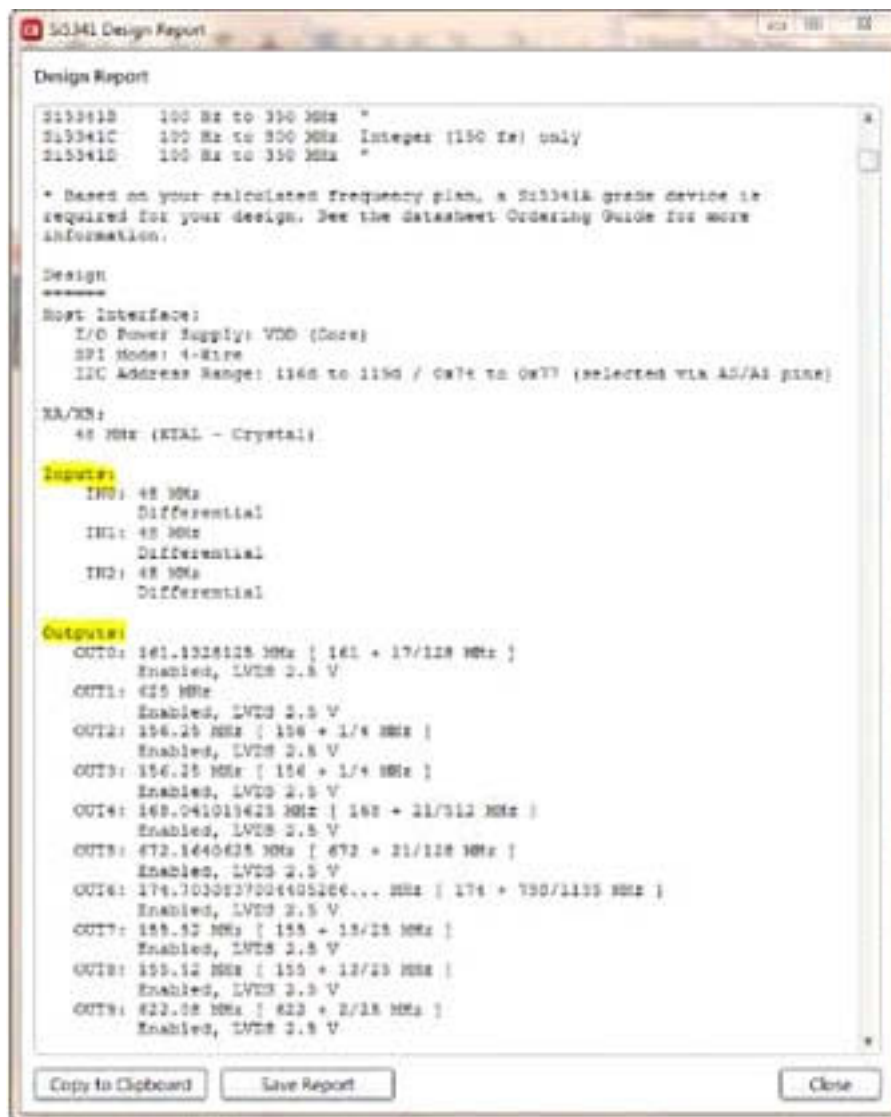 Si5341 Design Report
Design Report
Si5341B 100 Hz to 350 MHz "
Si5341C 100 Hz to 800 MHz Integer (150 fs) only
Si5341D 100 Hz to 350 MHz "
* Based on your calculated frequency plan, a Si5341A grade device is
required for your design. See the datasheet Ordering Guide for more
information.
Design
======
Host Interface:
I/O Power Supply: VDD (Core)
SPI Mode: 4-Wire
I2C Address Range: 116d to 119d / 0x74 to 0x77 (selected via A0/A1 pins)
XA/XB:
48 MHz (XTAL - Crystal)
Inputs:
IN0: 48 MHz
Differential
IN1: 48 MHz
Differential
IN2: 48 MHz
Differential
Outputs:
OUT0: 161.1328125 MHz [ 161 + 17/128 MHz ]
Enabled, LVDS 2.5 V
OUT1: 625 MHz
Enabled, LVDS 2.5 V
OUT2: 156.25 MHz [ 156 + 1/4 MHz ]
Enabled, LVDS 2.5 V
OUT3: 156.25 MHz [ 156 + 1/4 MHz ]
Enabled, LVDS 2.5 V
OUT4: 168.041015625 MHz [ 168 + 21/512 MHz ]
Enabled, LVDS 2.5 V
OUT5: 672.1640625 MHz [ 672 + 21/128 MHz ]
Enabled, LVDS 2.5 V
OUT6: MHz [ 174 + MHz ]
Enabled, LVDS 2.5 V
OUT7: 155.52 MHz [ 155 + 13/25 MHz ]
Enabled, LVDS 2.5 V
OUT8: 155.52 MHz [ 155 + 13/25 MHz ]
Enabled, LVDS 2.5 V
OUT9: 622.08 MHz [ 622 + 2/25 MHz ]
Enabled, LVDS 2.5 V
Copy to Clipboard
Save Report
Close